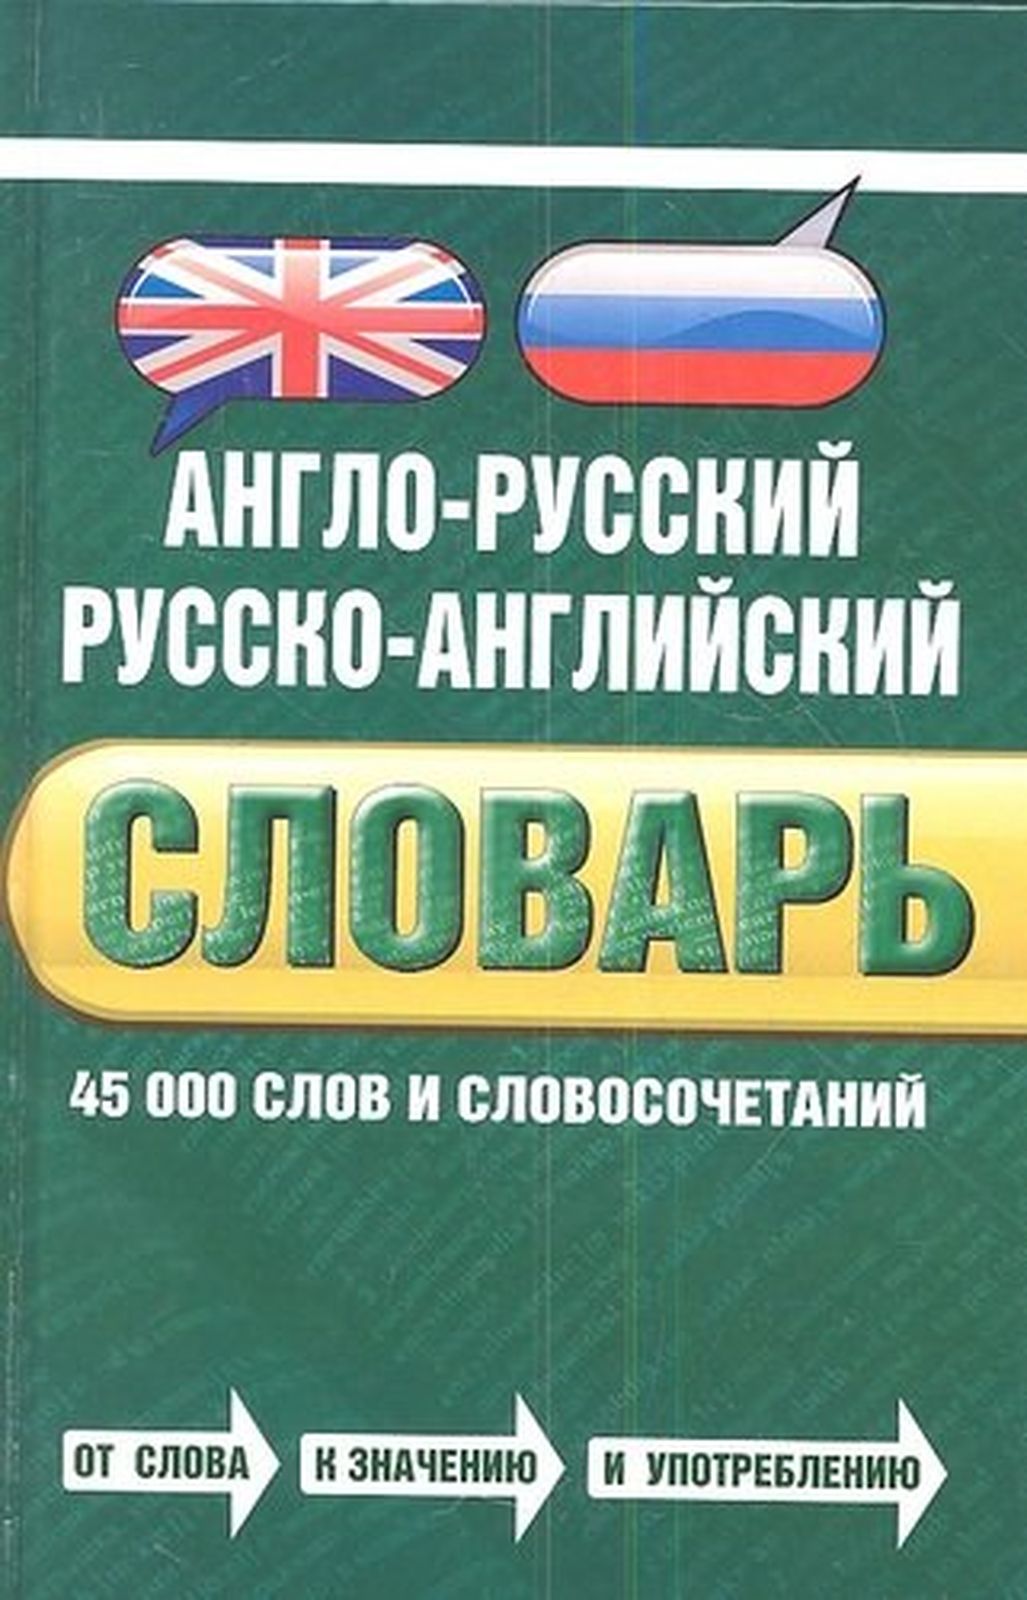 АНГЛО-РУССКИЙ
РУССКО-АНГЛИЙСКИЙ
СЛОВАРЬ
45 000 СЛОВ И СЛОВОСОЧЕТАНИЙ
ОТ СЛОВА К ЗНАЧЕНИЮ И УПОТРЕБЛЕНИЮ